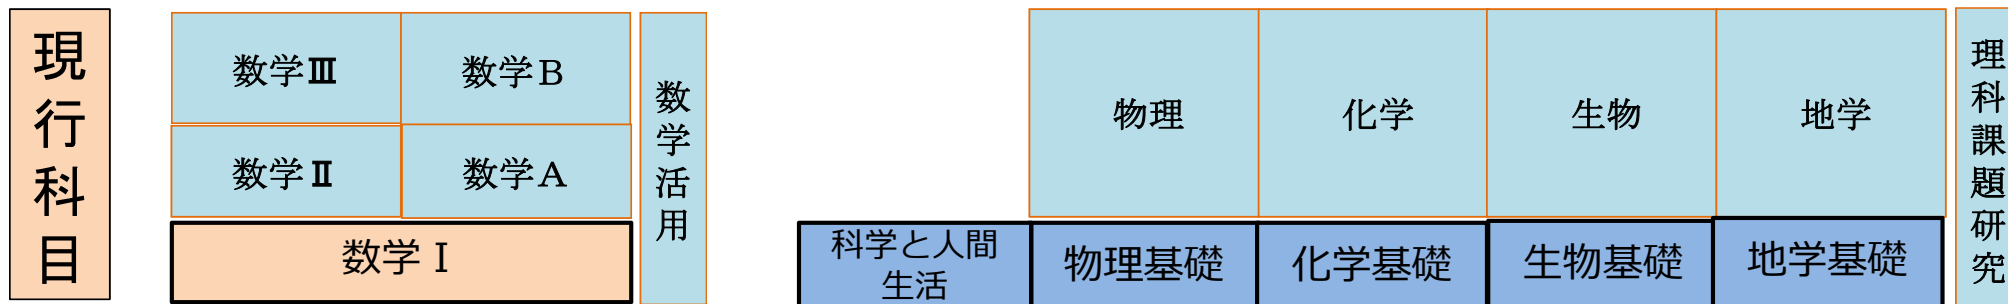 現行科目
数学Ⅲ
数学B
数学Ⅱ
数学A
数学Ⅰ
数学活用
物理
化学
生物
地学
科学と人間
生活
物理基礎
化学基礎
生物基礎
地学基礎
理科課題研究